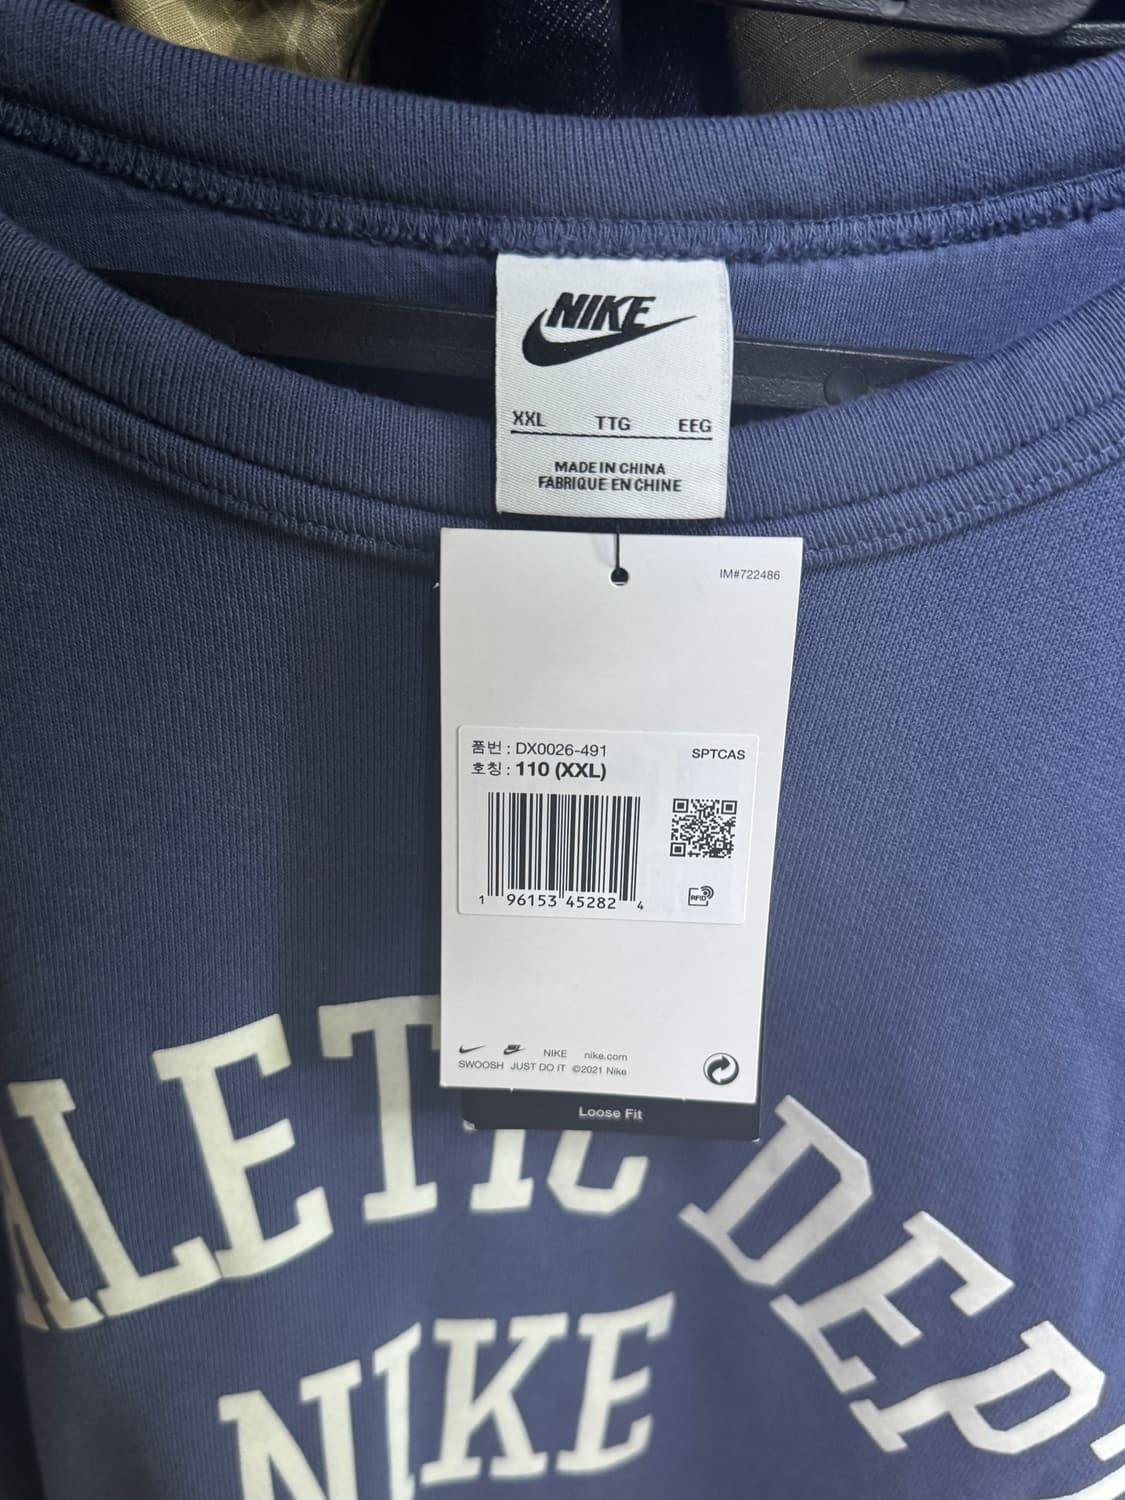 NIKE
XXL TTG EEG
MADE IN CHINA
FABRIQUE EN CHINE
IM#722486
품번 : DX0026-491
SPTCAS
호칭 : 110 (XXL)
1 96153 45282 4
RFID
NIKE nike.com
SWOOSH JUST DO IT ©2021 Nike
Loose Fit
LETIC DEP
NIKE